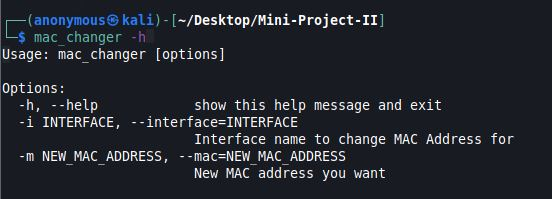 ┌──(anonymous㉿kali)-[~/Desktop/Mini-Project-II]
└─$ mac_changer -h
Usage: mac_changer [options]

Options:
  -h, --help            show this help message and exit
  -i INTERFACE, --interface=INTERFACE
                        Interface name to change MAC Address for
  -m NEW_MAC_ADDRESS, --mac=NEW_MAC_ADDRESS
                        New MAC address you want